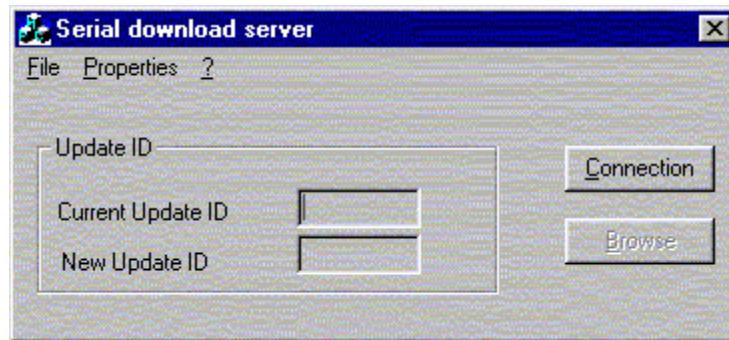 Serial download server
File Properties ?
Update ID
Connection
Current Update ID
Browse
New Update ID